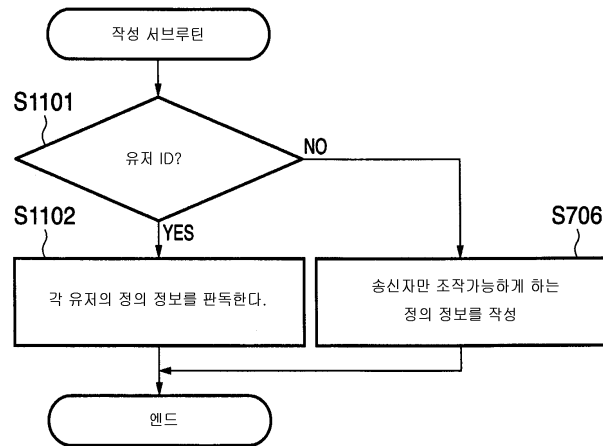 작성 서브루틴
S1101
유저 ID?
NO
YES
S1102
각 유저의 정의 정보를 판독한다.
S706
송신자만 조작가능하게 하는
정의 정보를 작성
엔드